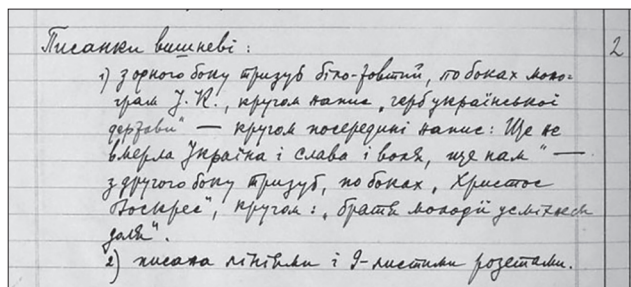 Писанки вишневі : 2
1) з одного боку тризуб біло-жовтий, по боках моно=
грам У. К., кругом напис „герб української
держави" — кругом посередині напис: Ще не
вмерла Україна і слава і воля, ще нам" —
з другого боку тризуб, по боках „Христос
Воскрес", кругом : „братя молодії усміхнеся
доля".
2) писана лінівми і 9-листими розетами.